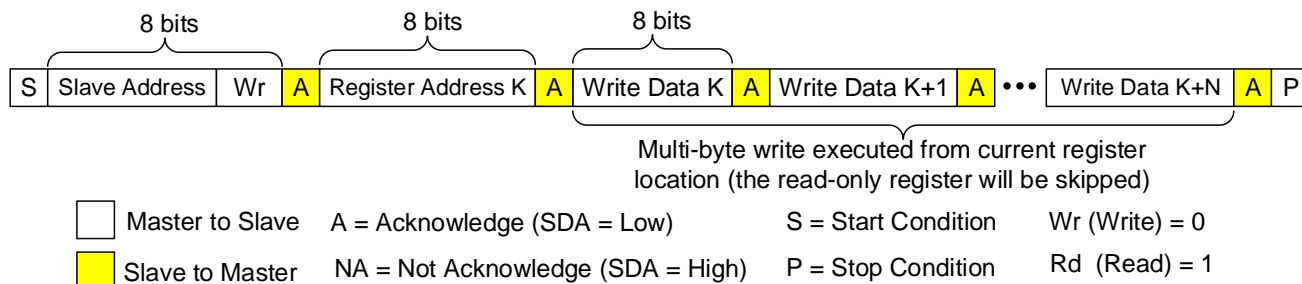 8 bits 8 bits 8 bits
S Slave Address Wr A Register Address K A Write Data K A Write Data K+1 A ••• Write Data K+N A P
Multi-byte write executed from current register
location (the read-only register will be skipped)
Master to Slave A = Acknowledge (SDA = Low) S = Start Condition Wr (Write) = 0
Slave to Master NA = Not Acknowledge (SDA = High) P = Stop Condition Rd (Read) = 1